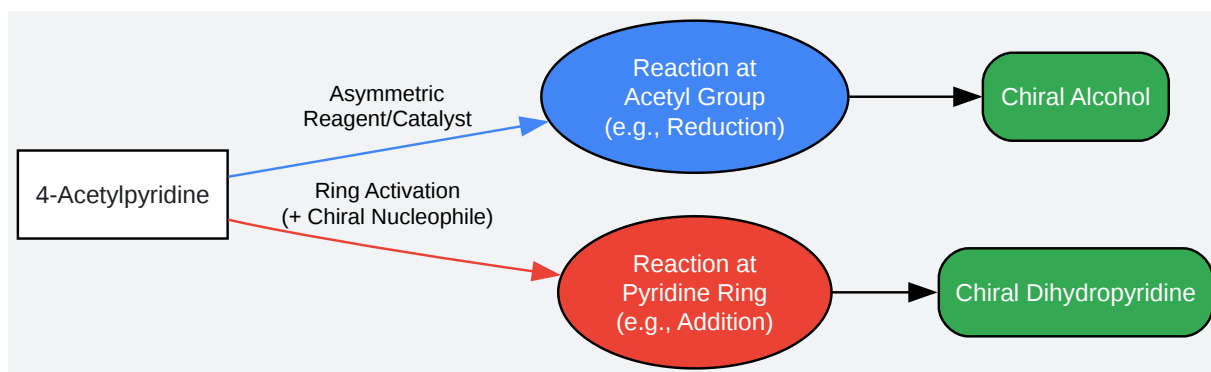 4-Acetylpyridine
Asymmetric
Reagent/Catalyst
Reaction at
Acetyl Group
(e.g., Reduction)
Chiral Alcohol
Ring Activation
(+ Chiral Nucleophile)
Reaction at
Pyridine Ring
(e.g., Addition)
Chiral Dihydropyridine